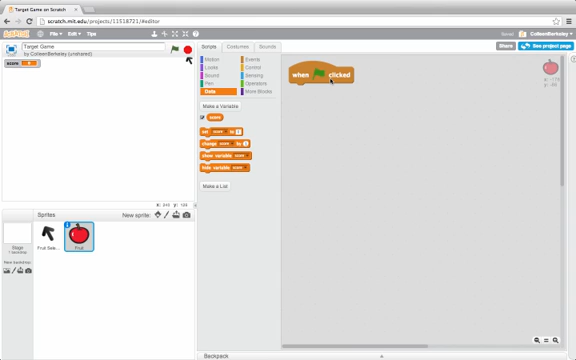 Target Game on Scratch
scratch.mit.edu/projects/11518721/#editor
SCRATCH
File
Edit
Tips
ColleenBerkeley
Target Game
by ColleenBerkeley (unshared)
Share
See project page
score
Scripts
Costumes
Sounds
Motion
Events
Looks
Control
Sound
Sensing
Pen
Operators
Data
More Blocks
Make a Variable
score
set score to
change score by
show variable score
hide variable score
Make a List
when clicked
Sprites
New sprite:
Stage
New backdrop
Fruit Sele...
Fruit
Backpack